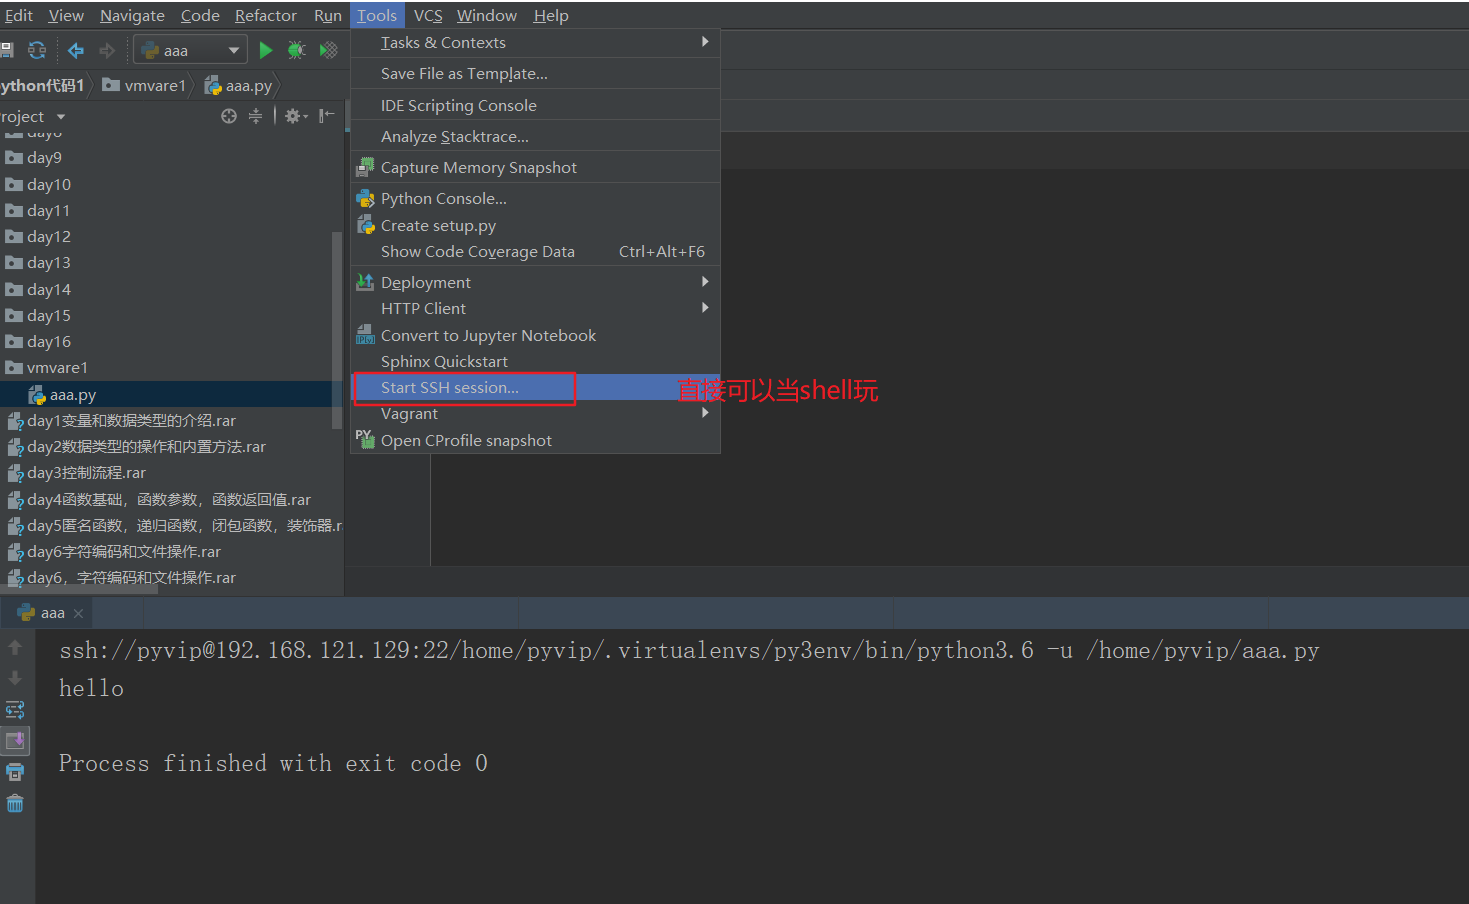 Edit View Navigate Code Refactor Run Tools VCS Window Help
aaa
ython代码1 vmvare1 aaa.py
roject
day8
day9
day10
day11
day12
day13
day14
day15
day16
vmvare1
aaa.py
day1变量和数据类型的介绍.rar
day2数据类型的操作和内置方法.rar
day3控制流程.rar
day4函数基础，函数参数，函数返回值.rar
day5匿名函数，递归函数，闭包函数，装饰器.ra
day6字符编码和文件操作.rar
day6，字符编码和文件操作.rar
Tasks & Contexts
Save File as Template...
IDE Scripting Console
Analyze Stacktrace...
Capture Memory Snapshot
Python Console...
Create setup.py
Show Code Coverage Data Ctrl+Alt+F6
Deployment
HTTP Client
Convert to Jupyter Notebook
Sphinx Quickstart
Start SSH session...
直接可以当shell玩
Vagrant
Open CProfile snapshot
aaa
ssh://pyvip@192.168.121.129:22/home/pyvip/.virtualenvs/py3env/bin/python3.6 -u /home/pyvip/aaa.py
hello
Process finished with exit code 0